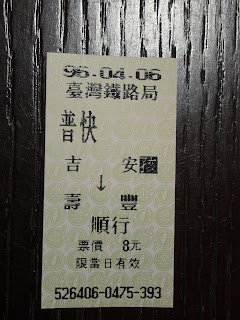 96.04.06
臺灣鐵路局
普快
吉 安
↓
壽 豐
順行
票價 8元
限當日有效
526406-0475-393